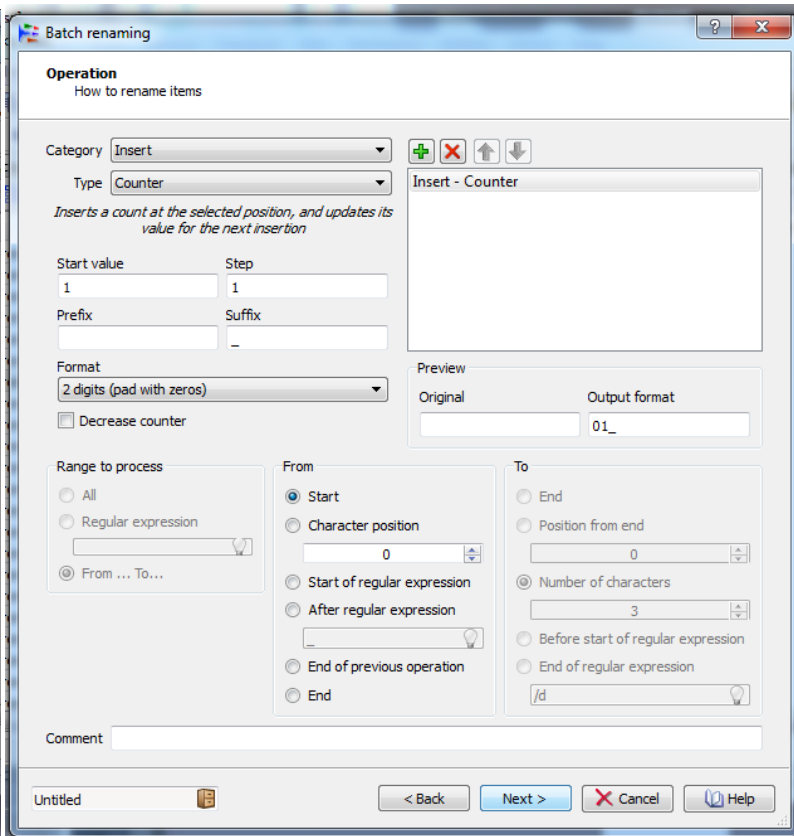 Batch renaming
Operation
How to rename items
Category Insert
Type Counter
Inserts a count at the selected position, and updates its
value for the next insertion
Insert - Counter
Start value Step
1 1
Prefix Suffix
_
Format
2 digits (pad with zeros)
Decrease counter
Preview
Original Output format
01_
Range to process
All
Regular expression
From ... To...
From
Start
Character position
0
Start of regular expression
After regular expression
_
End of previous operation
End
To
End
Position from end
0
Number of characters
3
Before start of regular expression
End of regular expression
/d
Comment
Untitled
< Back Next > Cancel Help